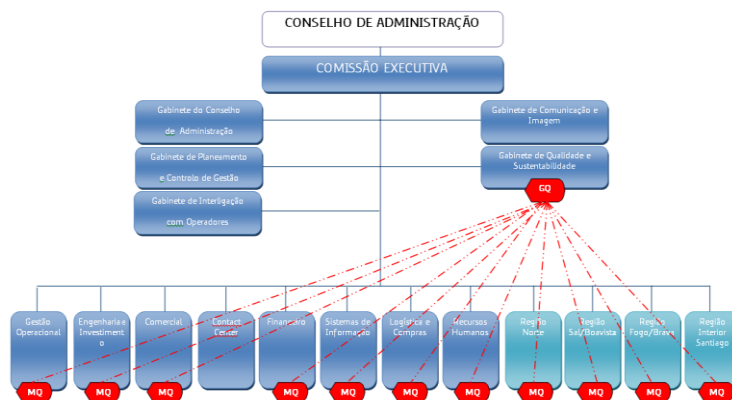 CONSELHO DE ADMINISTRAÇÃO
COMISSÃO EXECUTIVA
Gabinete do Conselho
de Administração
Gabinete de Comunicação e
Imagem
Gabinete de Planeamento
e Controlo de Gestão
Gabinete de Qualidade e
Sustentabilidade
GQ
Gabinete de Interligação
com Operadores
Gestão
Operacional
Engenharia e
Investiment
o
Comercial
Contact
Center
Financeiro
Sistemas de
Informação
Logística e
Compras
Recursos
Humanos
Região
Norte
Região
Sal/Boavista
Região
Fogo/Brava
Região
Interior
Santiago
MQ
MQ
MQ
MQ
MQ
MQ
MQ
MQ
MQ
MQ
MQ